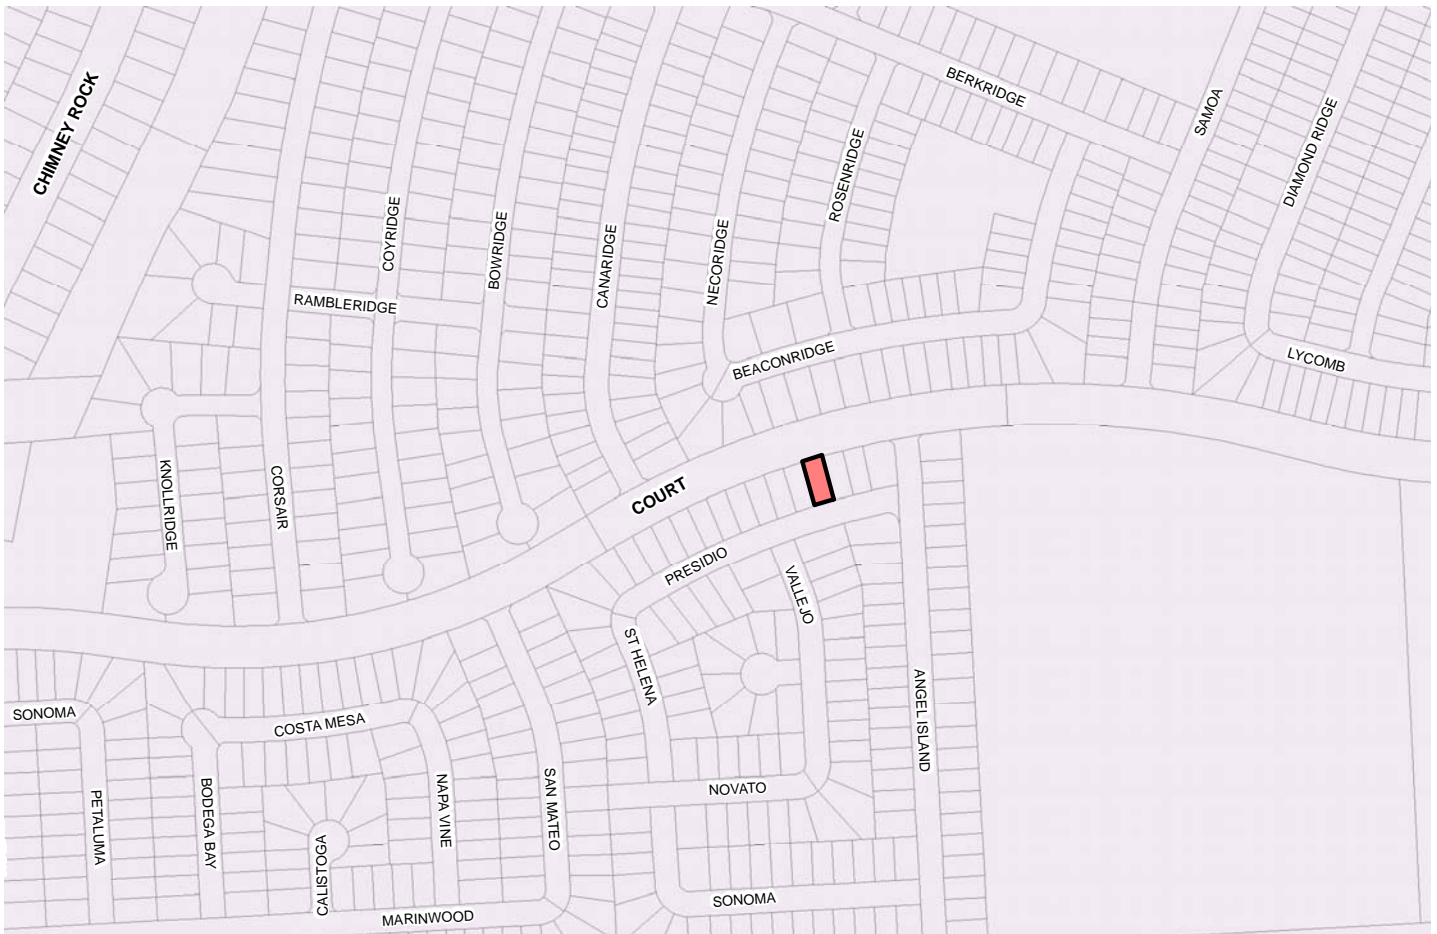 CHIMNEY ROCK
BERKRIDGE
SAMOA
DIAMOND RIDGE
ROSENRIDGE
COYRIDGE
BOWRIDGE
CANARIDGE
NECORIDGE
RAMBLERIDGE
BEACONRIDGE
LYCOMB
KNOLLRIDGE
CORSAIR
COURT
PRESIDIO
VALLEJO
ST HELENA
ANGEL ISLAND
SONOMA
COSTA MESA
PETALUMA
BODEGA BAY
NAPA VINE
SAN MATEO
NOVATO
CALISTOGA
SONOMA
MARINWOOD